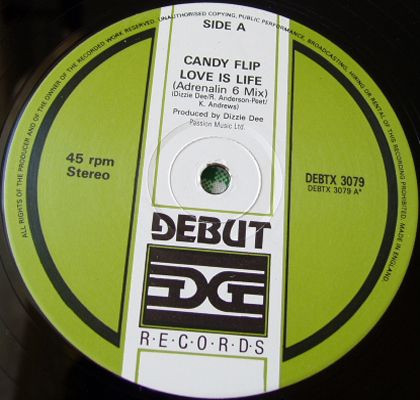 ALL RIGHTS OF THE PRODUCER AND OF THE OWNER OF THE RECORDED WORK RESERVED. UNAUTHORISED COPYING, PUBLIC PERFORMANCE, BROADCASTING, HIRING OR RENTAL OF THIS RECORDING PROHIBITED. MADE IN ENGLAND.
SIDE A
CANDY FLIP
LOVE IS LIFE
(Adrenalin 6 Mix)
(Dizzie Dee/R. Anderson-Peet/
K. Andrews)
Produced by Dizzie Dee
Passion Music Ltd.
45 rpm
Stereo
DEBTX 3079
DEBTX 3079 A*
DEBUT
EDGE
R·E·C·O·R·D·S